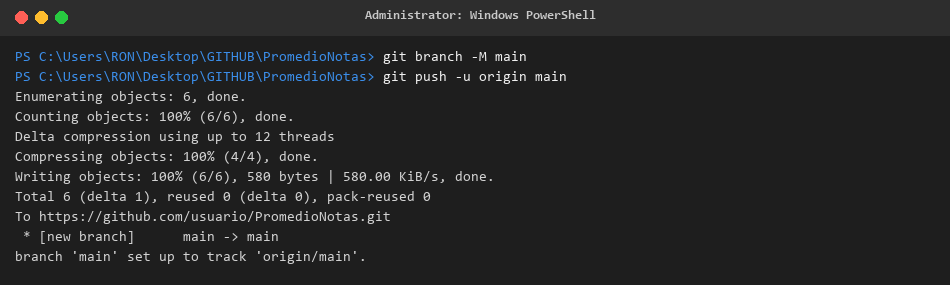 Administrator: Windows PowerShell
PS C:\Users\RON\Desktop\GITHUB\PromedioNotas> git branch -M main
PS C:\Users\RON\Desktop\GITHUB\PromedioNotas> git push -u origin main
Enumerating objects: 6, done.
Counting objects: 100% (6/6), done.
Delta compression using up to 12 threads
Compressing objects: 100% (4/4), done.
Writing objects: 100% (6/6), 580 bytes | 580.00 KiB/s, done.
Total 6 (delta 1), reused 0 (delta 0), pack-reused 0
To https://github.com/usuario/PromedioNotas.git
 * [new branch]      main -> main
branch 'main' set up to track 'origin/main'.